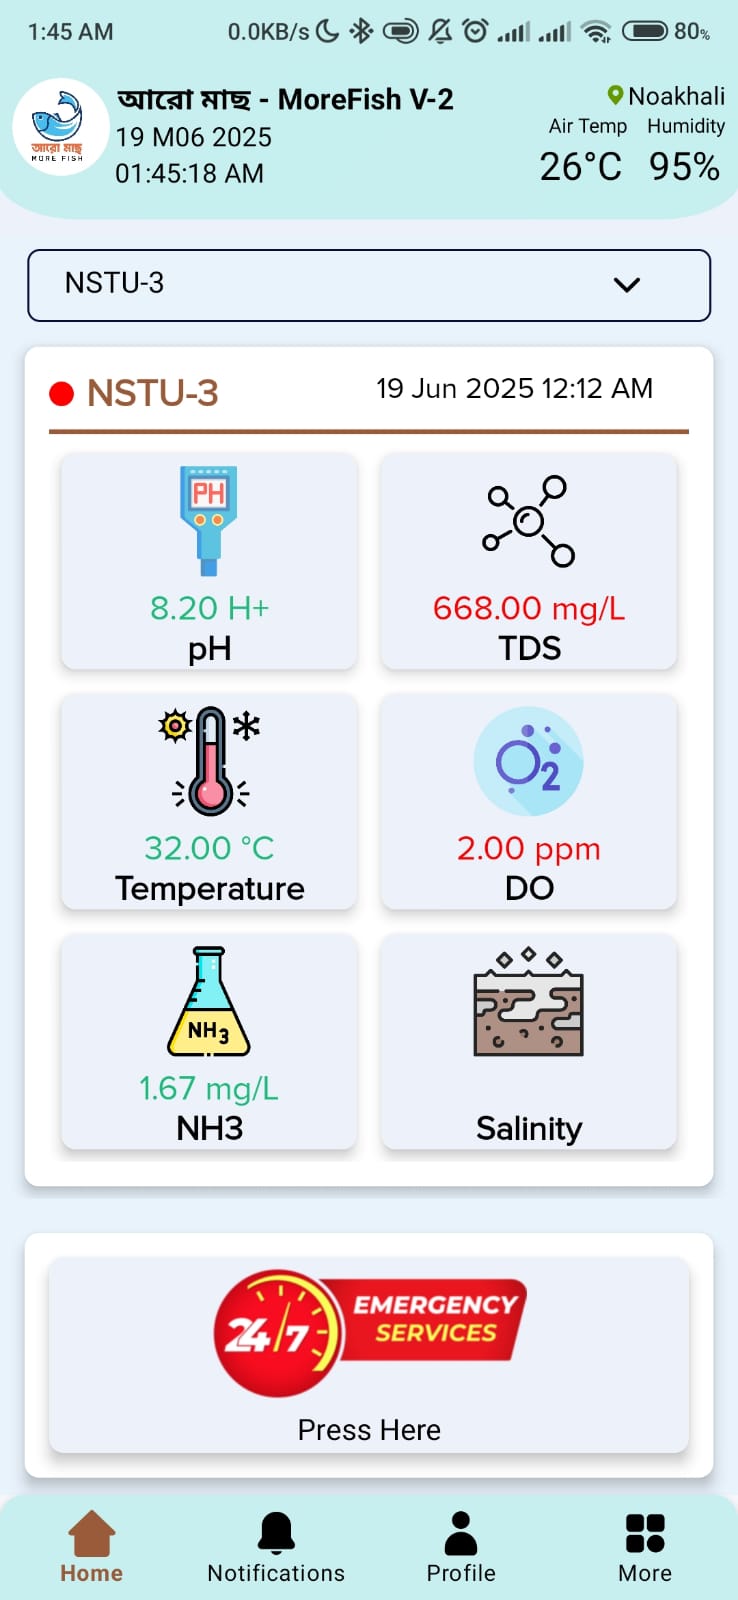 1:45 AM 0.0KB/s 80%
আরো মাছ - MoreFish V-2
19 M06 2025
01:45:18 AM
Noakhali
Air Temp Humidity
26°C 95%
আরো মাছ
MORE FISH
NSTU-3
NSTU-3 19 Jun 2025 12:12 AM
PH
8.20 H+ 668.00 mg/L
pH TDS
O2
32.00 °C 2.00 ppm
Temperature DO
NH3
1.67 mg/L
NH3 Salinity
24/7 EMERGENCY
SERVICES
Press Here
Home Notifications Profile More